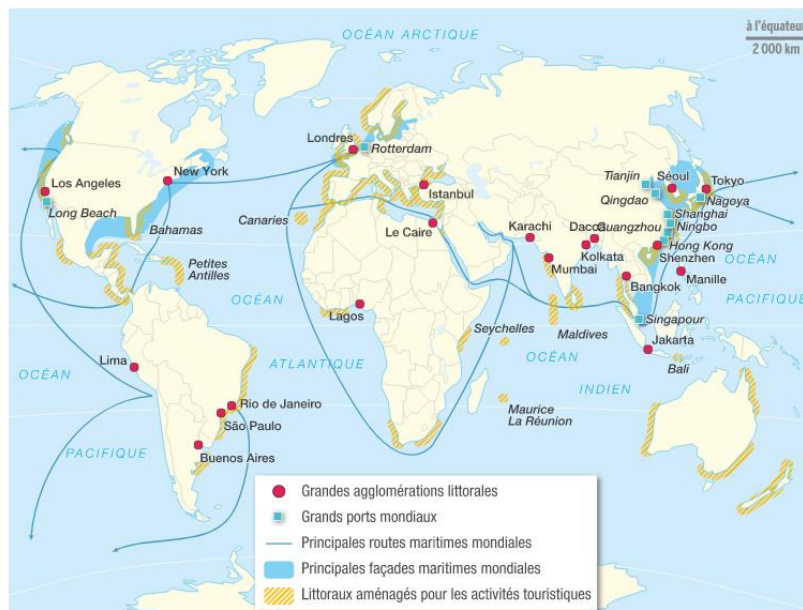 à l'équateur
2 000 km
OCÉAN ARCTIQUE
Londres
Rotterdam
New York
Los Angeles
Long Beach
Istanbul
Tianjin
Séoul
Tokyo
Qingdao
Nagoya
Shanghai
Ningbo
Bahamas
Canaries
Le Caire
Karachi
Dacca
Guangzhou
Hong Kong
Kolkata
Shenzhen
Mumbai
Bangkok
Manille
OCÉAN
PACIFIQUE
Petites
Antilles
OCÉAN
ATLANTIQUE
Lagos
Seychelles
Maldives
Singapour
Jakarta
Bali
OCÉAN
INDIEN
Lima
OCÉAN
PACIFIQUE
Rio de Janeiro
São Paulo
Buenos Aires
Maurice
La Réunion
Grandes agglomérations littorales
Grands ports mondiaux
Principales routes maritimes mondiales
Principales façades maritimes mondiales
Littoraux aménagés pour les activités touristiques